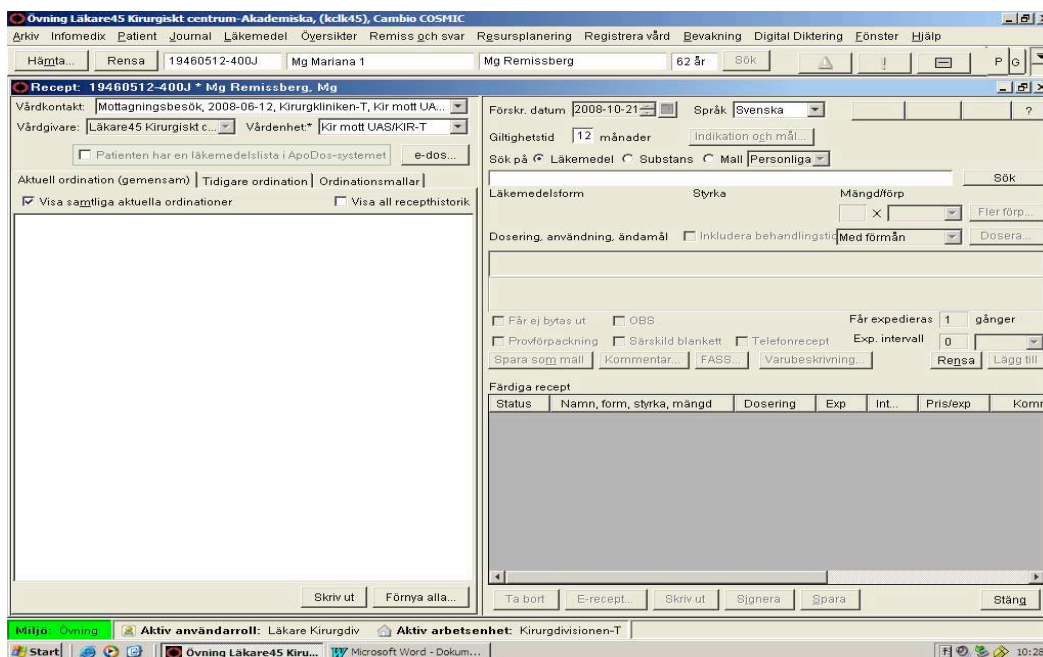 Övning Läkare45 Kirurgiskt centrum-Akademiska, (kclk45), Cambio COSMIC
Arkiv Infomedix Patient Journal Läkemedel Översikter Remiss och svar Resursplanering Registrera vård Bevakning Digital Diktering Fönster Hjälp
Hämta... Rensa 19460512-400J Mg Mariana 1 Mg Remissberg 62 år Sök ! P G
Recept: 19460512-400J * Mg Remissberg, Mg
Vårdkontakt: Mottagningsbesök, 2008-06-12, Kirurgkliniken-T, Kir mott UA...
Vårdgivare: Läkare45 Kirurgiskt c... Vårdenhet:* Kir mott UAS/KIR-T
Patienten har en läkemedelslista i ApoDos-systemet e-dos...
Aktuell ordination (gemensam) Tidigare ordination Ordinationsmallar
Visa samtliga aktuella ordinationer Visa all recepthistorik
Skriv ut Förnya alla...
Förskr. datum 2008-10-21 Språk Svenska ?
Giltighetstid 12 månader Indikation och mål...
Sök på Läkemedel Substans Mall Personliga
Sök
Läkemedelsform Styrka Mängd/förp
X Fler förp...
Dosering, användning, ändamål Inkludera behandlingstid Med förmån Dosera...
Får ej bytas ut OBS Får expedieras 1 gånger
Provförpackning Särskild blankett Telefonrecept Exp. intervall 0
Spara som mall Kommentar... FASS... Varubeskrivning... Rensa Lägg till
Färdiga recept
Status Namn, form, styrka, mängd Dosering Exp Int... Pris/exp Komr
Ta bort E-recept... Skriv ut Signera Spara Stäng
Miljö: Övning Aktiv användarroll: Läkare Kirurgdiv Aktiv arbetsenhet: Kirurgdivisionen-T
Start Övning Läkare45 Kiru... Microsoft Word - Dokum... 10:28